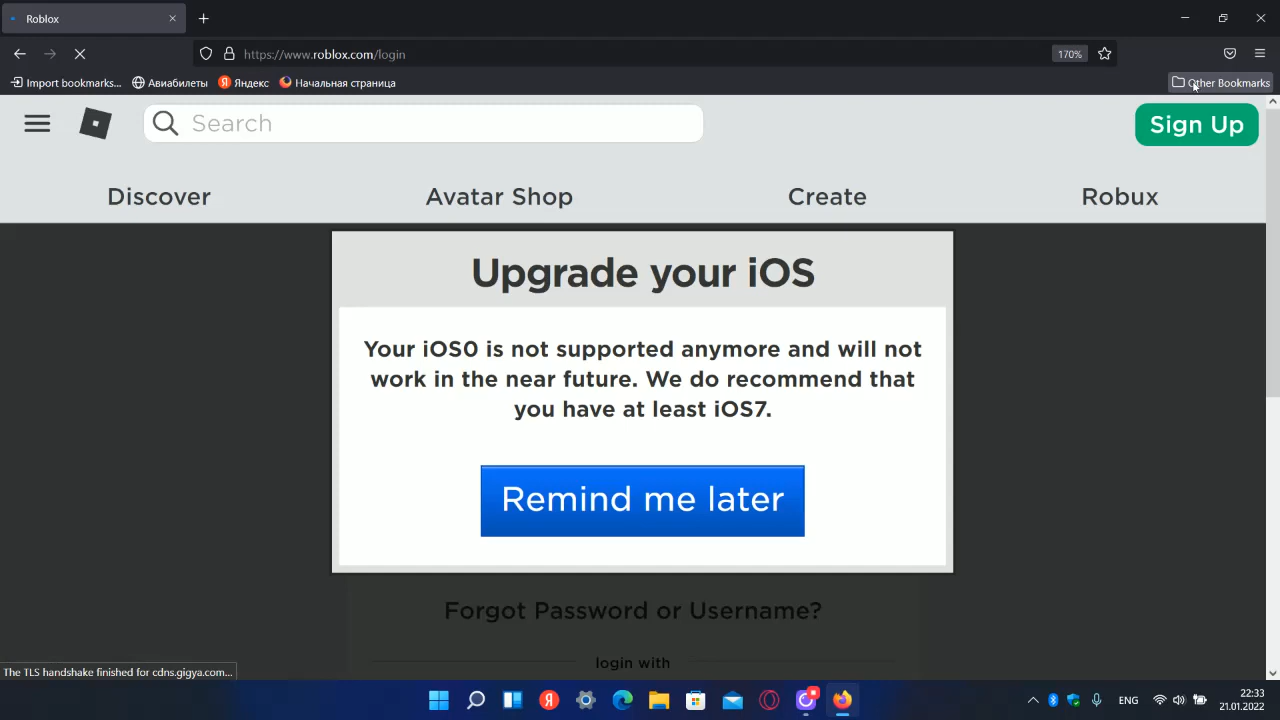 Roblox
https://www.roblox.com/login
170%
Import bookmarks...
Авиабилеты
Яндекс
Начальная страница
Other Bookmarks
Search
Sign Up
Discover
Avatar Shop
Create
Robux
Upgrade your iOS
Your iOS0 is not supported anymore and will not
work in the near future. We do recommend that
you have at least iOS7.
Remind me later
Forgot Password or Username?
login with
The TLS handshake finished for cdns.gigya.com...
ENG
22:33
21.01.2022